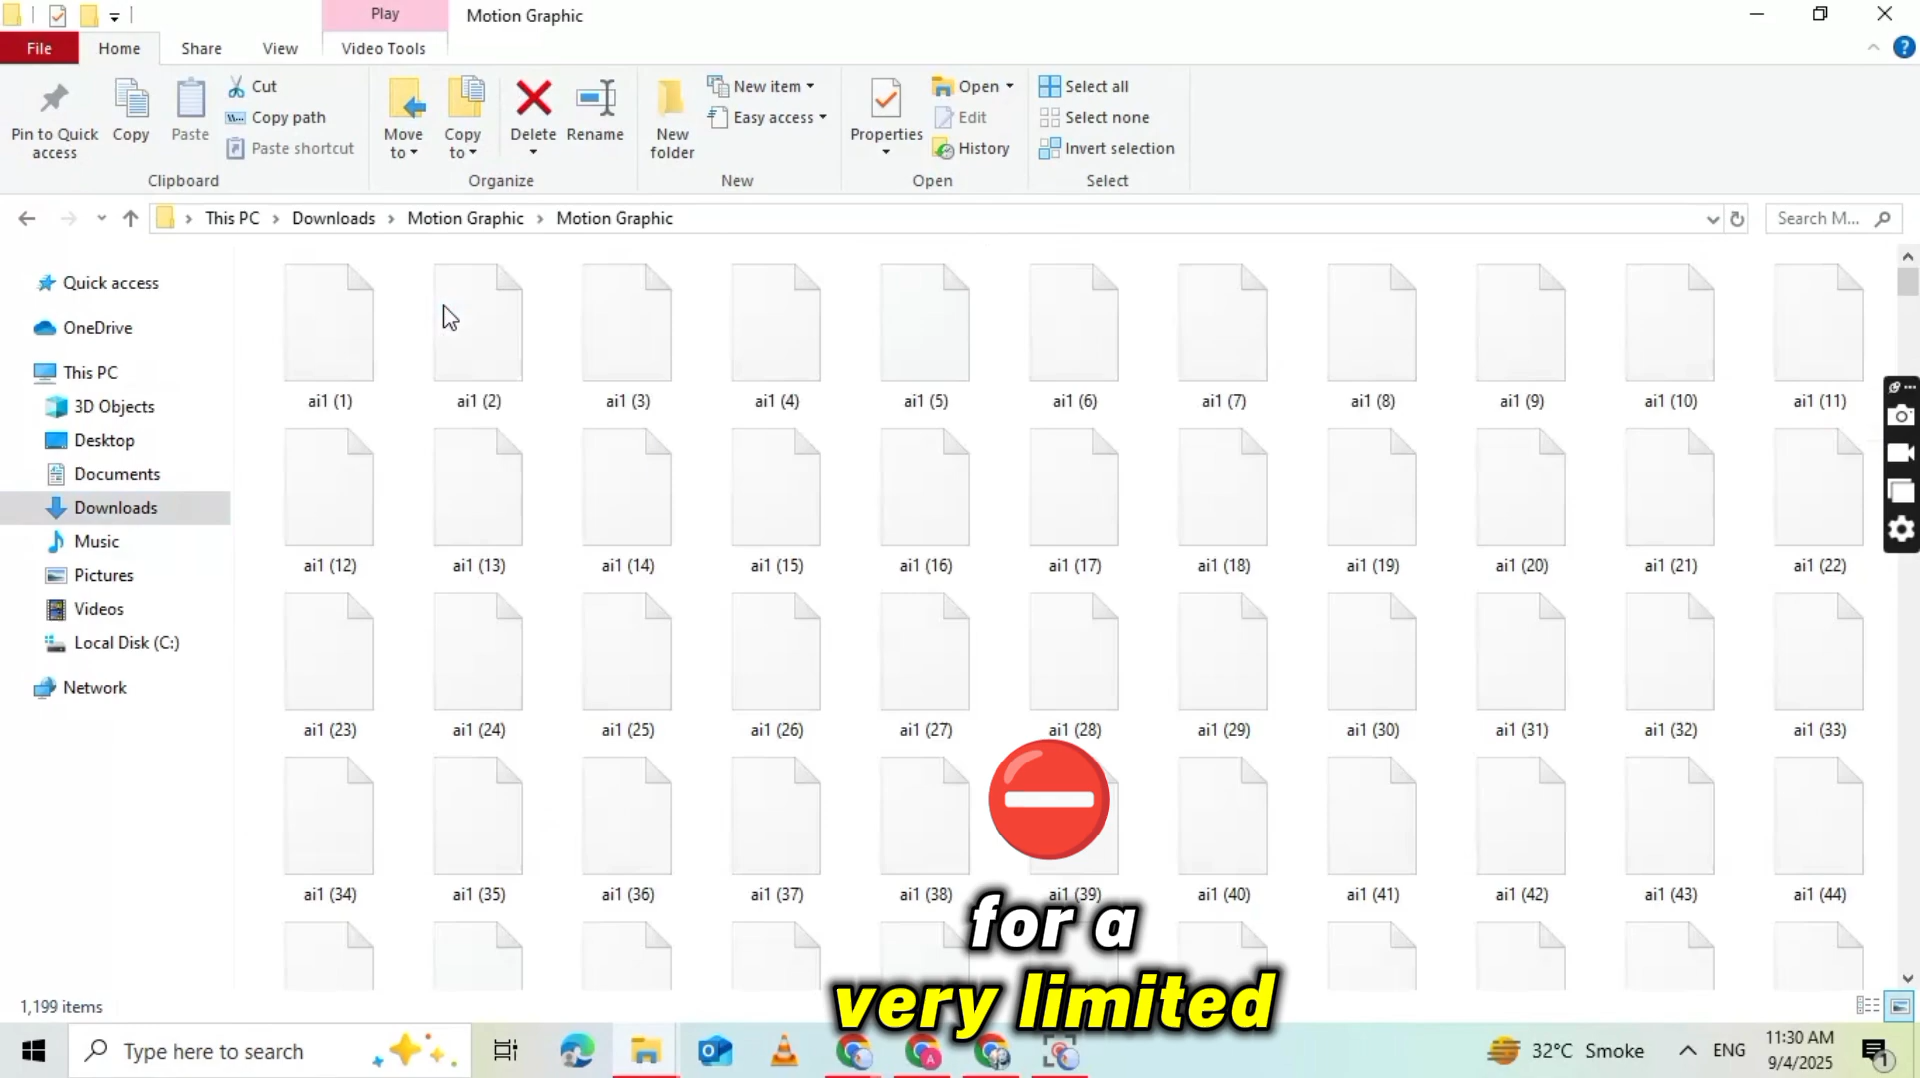 Play
Motion Graphic
File
Home
Share
View
Video Tools
Pin to Quick access
Copy
Paste
Cut
Copy path
Paste shortcut
Clipboard
Move to
Copy to
Delete
Rename
Organize
New folder
New item
Easy access
New
Properties
Open
Edit
History
Open
Select all
Select none
Invert selection
Select
This PC > Downloads > Motion Graphic > Motion Graphic
Search M...
Quick access
OneDrive
This PC
3D Objects
Desktop
Documents
Downloads
Music
Pictures
Videos
Local Disk (C:)
Network
ai1 (1) ai1 (2) ai1 (3) ai1 (4) ai1 (5) ai1 (6) ai1 (7) ai1 (8) ai1 (9) ai1 (10) ai1 (11)
ai1 (12) ai1 (13) ai1 (14) ai1 (15) ai1 (16) ai1 (17) ai1 (18) ai1 (19) ai1 (20) ai1 (21) ai1 (22)
ai1 (23) ai1 (24) ai1 (25) ai1 (26) ai1 (27) ai1 (28) ai1 (29) ai1 (30) ai1 (31) ai1 (32) ai1 (33)
ai1 (34) ai1 (35) ai1 (36) ai1 (37) ai1 (38) ai1 (39) ai1 (40) ai1 (41) ai1 (42) ai1 (43) ai1 (44)
for a
very limited
1,199 items
Type here to search
32°C Smoke
ENG
11:30 AM
9/4/2025
1